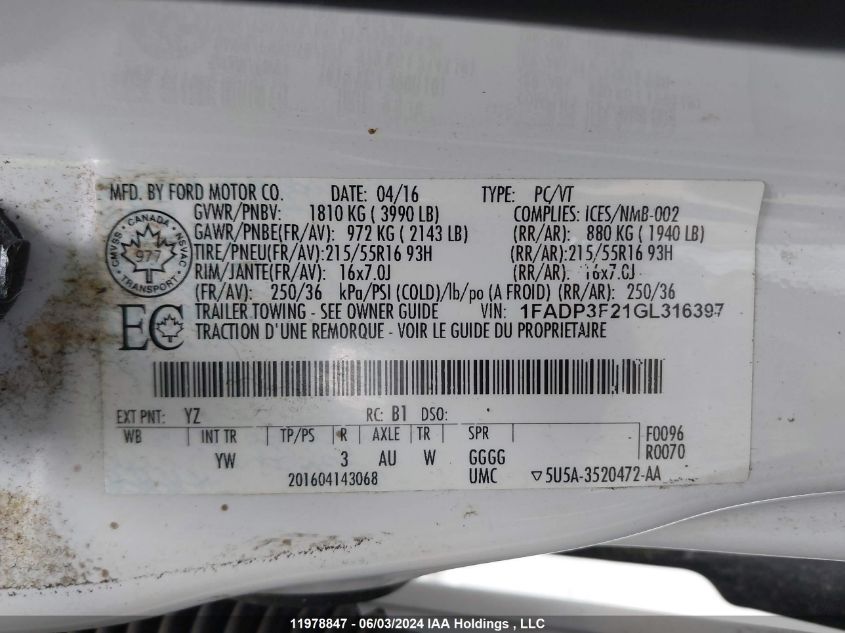 MFD. BY FORD MOTOR CO. DATE: 04/16 TYPE: PC/VT
GVWR/PNBV: 1810 KG ( 3990 LB) COMPLIES: ICES/NMB-002
GAWR/PNBE(FR/AV): 972 KG ( 2143 LB) (RR/AR): 880 KG ( 1940 LB)
TIRE/PNEU(FR/AV):215/55R16 93H (RR/AR):215/55R16 93H
RIM/JANTE(FR/AV): 16x7.0J (RR/AR): 16x7.0J
(FR/AV): 250/36 kPa/PSI (COLD)/lb/po (A FROID) (RR/AR): 250/36
TRAILER TOWING - SEE OWNER GUIDE VIN: 1FADP3F21GL316397
TRACTION D'UNE REMORQUE - VOIR LE GUIDE DU PROPRIETAIRE
CANADA
CMVSS 977 NSVAC
TRANSPORT
EC
EXT PNT: YZ RC: B1 DSO:
WB INT TR TP/PS R AXLE TR SPR F0096
YW 3 AU W GGGG R0070
201604143068 UMC ▽5U5A-3520472-AA
11978847 - 06/03/2024 IAA Holdings , LLC